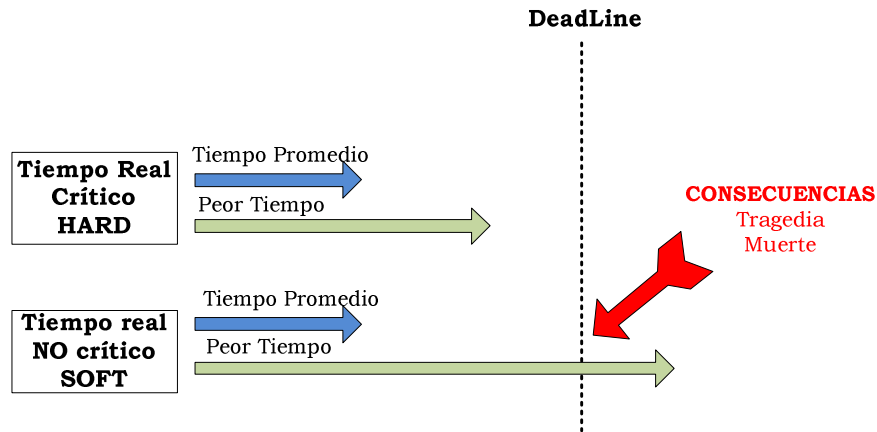 DeadLine
Tiempo Real
Crítico
HARD
Tiempo Promedio
Peor Tiempo
CONSECUENCIAS
Tragedia
Muerte
Tiempo real
NO crítico
SOFT
Tiempo Promedio
Peor Tiempo